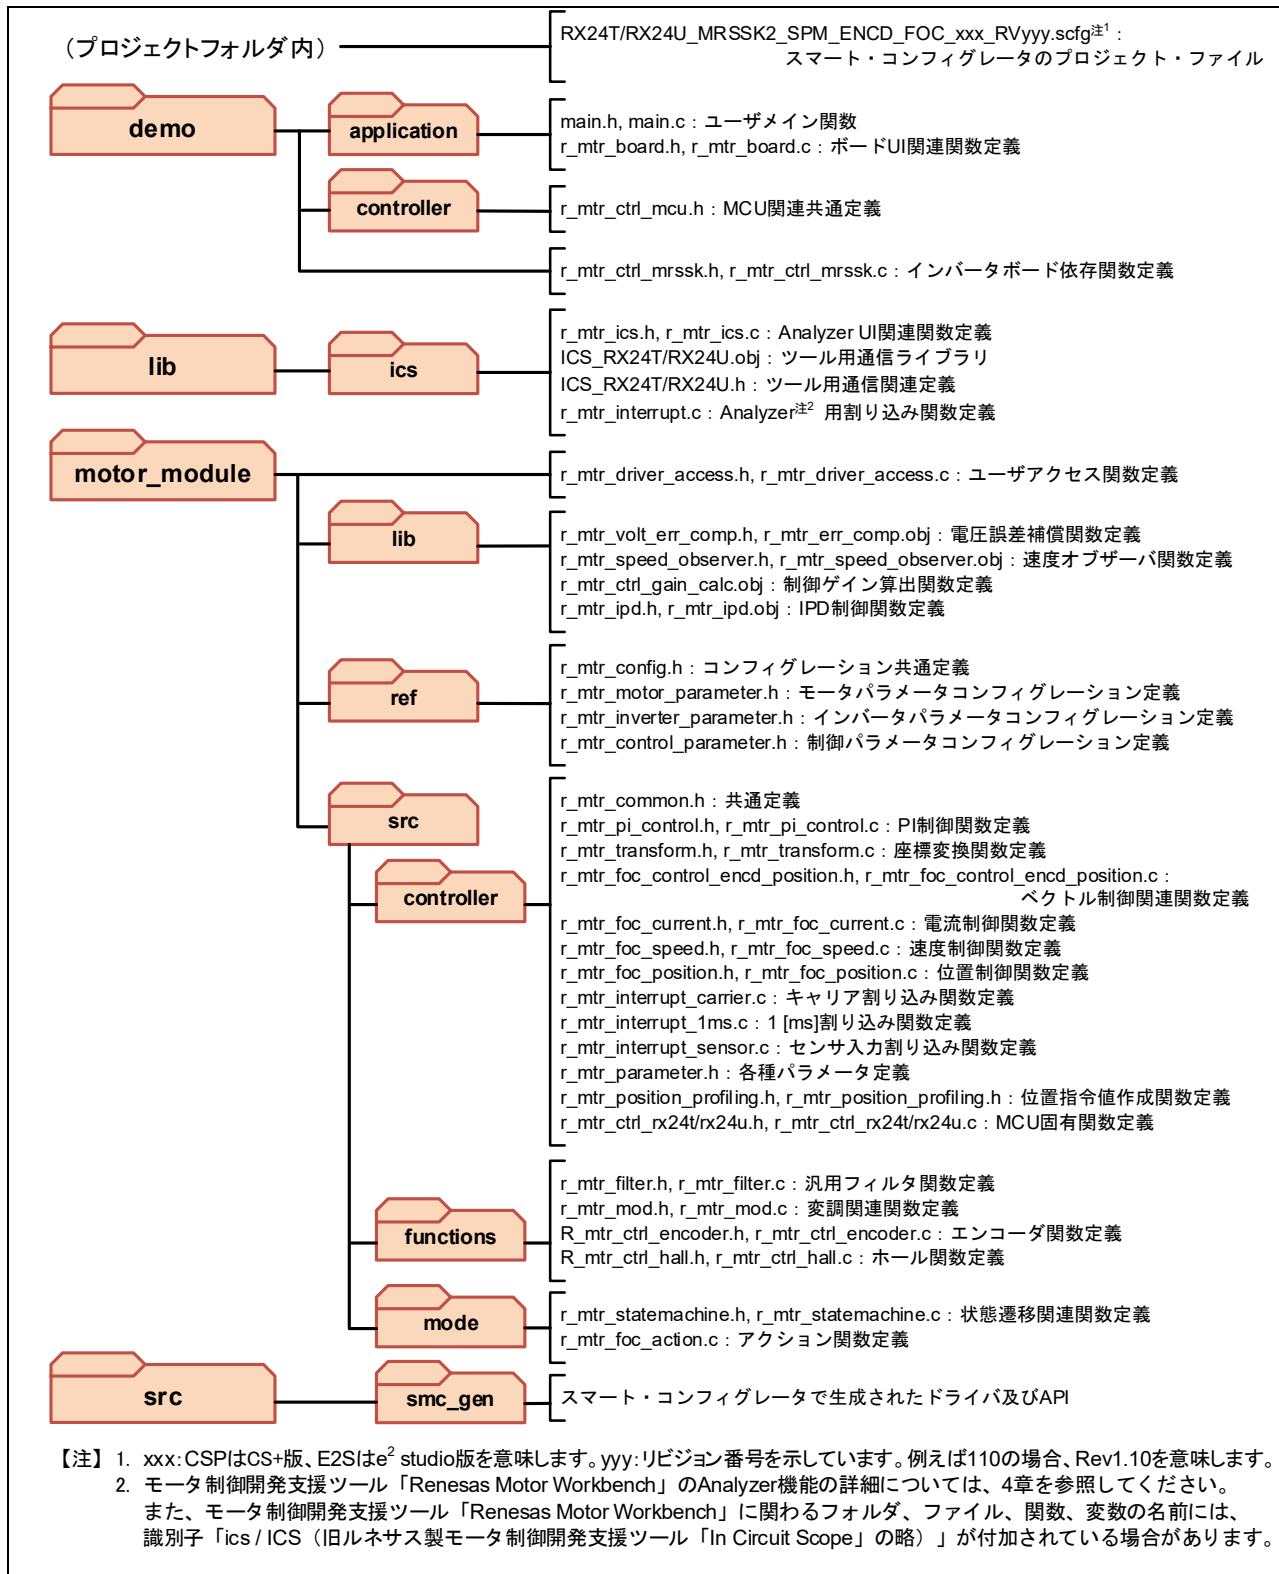 (プロジェクトフォルダ内)
RX24T/RX24U_MRSSK2_SPM_ENCD_FOC_xxx_RVyyy.scfg注1：
スマート・コンフィグレータのプロジェクト・ファイル
demo
application
main.h, main.c：ユーザメイン関数
r_mtr_board.h, r_mtr_board.c：ボードUI関連関数定義
controller
r_mtr_ctrl_mcu.h：MCU関連共通定義
r_mtr_ctrl_mrssk.h, r_mtr_ctrl_mrssk.c：インバータボード依存関数定義
lib
ics
r_mtr_ics.h, r_mtr_ics.c：Analyzer UI関連関数定義
ICS_RX24T/RX24U.obj：ツール用通信ライブラリ
ICS_RX24T/RX24U.h：ツール用通信関連定義
r_mtr_interrupt.c：Analyzer注2 用割り込み関数定義
motor_module
r_mtr_driver_access.h, r_mtr_driver_access.c：ユーザアクセス関数定義
lib
r_mtr_volt_err_comp.h, r_mtr_err_comp.obj：電圧誤差補償関数定義
r_mtr_speed_observer.h, r_mtr_speed_observer.obj：速度オブザーバ関数定義
r_mtr_ctrl_gain_calc.obj：制御ゲイン算出関数定義
r_mtr_ipd.h, r_mtr_ipd.obj：IPD制御関数定義
ref
r_mtr_config.h：コンフィグレーション共通定義
r_mtr_motor_parameter.h：モータパラメータコンフィグレーション定義
r_mtr_inverter_parameter.h：インバータパラメータコンフィグレーション定義
r_mtr_control_parameter.h：制御パラメータコンフィグレーション定義
src
controller
r_mtr_common.h：共通定義
r_mtr_pi_control.h, r_mtr_pi_control.c：PI制御関数定義
r_mtr_transform.h, r_mtr_transform.c：座標変換関数定義
r_mtr_foc_control_encd_position.h, r_mtr_foc_control_encd_position.c：
ベクトル制御関連関数定義
r_mtr_foc_current.h, r_mtr_foc_current.c：電流制御関数定義
r_mtr_foc_speed.h, r_mtr_foc_speed.c：速度制御関数定義
r_mtr_foc_position.h, r_mtr_foc_position.c：位置制御関数定義
r_mtr_interrupt_carrier.c：キャリア割り込み関数定義
r_mtr_interrupt_1ms.c：1 [ms]割り込み関数定義
r_mtr_interrupt_sensor.c：センサ入力割り込み関数定義
r_mtr_parameter.h：各種パラメータ定義
r_mtr_position_profiling.h, r_mtr_position_profiling.h：位置指令値作成関数定義
r_mtr_ctrl_rx24t/rx24u.h, r_mtr_ctrl_rx24t/rx24u.c：MCU固有関数定義
functions
r_mtr_filter.h, r_mtr_filter.c：汎用フィルタ関数定義
r_mtr_mod.h, r_mtr_mod.c：変調関連関数定義
R_mtr_ctrl_encoder.h, r_mtr_ctrl_encoder.c：エンコーダ関数定義
R_mtr_ctrl_hall.h, r_mtr_ctrl_hall.c：ホール関数定義
mode
r_mtr_statemachine.h, r_mtr_statemachine.c：状態遷移関連関数定義
r_mtr_foc_action.c：アクション関数定義
src
smc_gen
スマート・コンフィグレータで生成されたドライバ及びAPI
【注】 1. xxx：CSPはCS+版、E2Sはe2 studio版を意味します。yyy：リビジョン番号を示しています。例えば110の場合、Rev1.10を意味します。
2. モータ制御開発支援ツール「Renesas Motor Workbench」のAnalyzer機能の詳細については、4章を参照してください。
また、モータ制御開発支援ツール「Renesas Motor Workbench」に関わるフォルダ、ファイル、関数、変数の名前には、
識別子「ics / ICS（旧ルネサス製モータ制御開発支援ツール「In Circuit Scope」の略）」が付加されている場合があります。